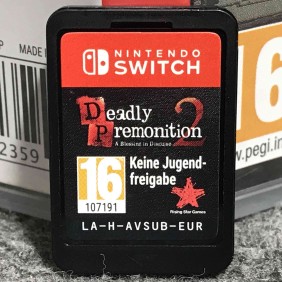 P
MADE I
2359
NINTENDO
SWITCH
Deadly
Premonition 2
A Blessing in Disguise
16
107191
Keine Jugend-
freigabe
Rising Star Games
LA-H-AVSUB-EUR
16
www.pegi.in